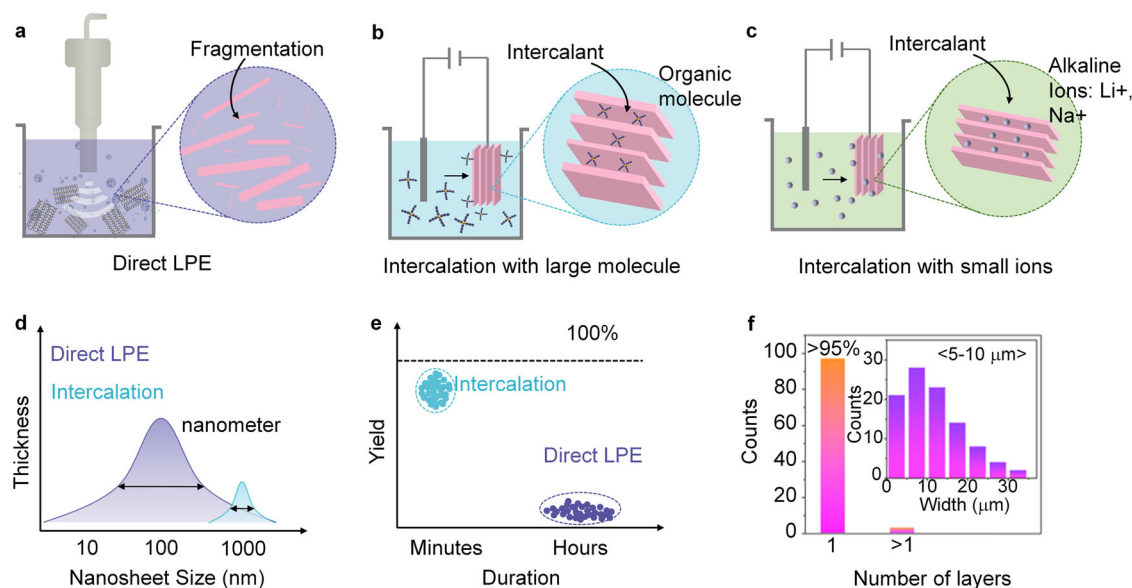 a
Fragmentation
Direct LPE
b
Intercalant
Organic
molecule
Intercalation with large molecule
c
Intercalant
Alkaline
Ions: Li+,
Na+
Intercalation with small ions
d
Direct LPE
Intercalation
nanometer
Thickness
10 100 1000
Nanosheet Size (nm)
e
100%
Intercalation
Direct LPE
Yield
Minutes Hours
Duration
f
>95%
<5-10 μm>
Counts
100
80
60
40
20
0
1 >1
Number of layers
Counts
30
20
10
0
0 10 20 30
Width (μm)